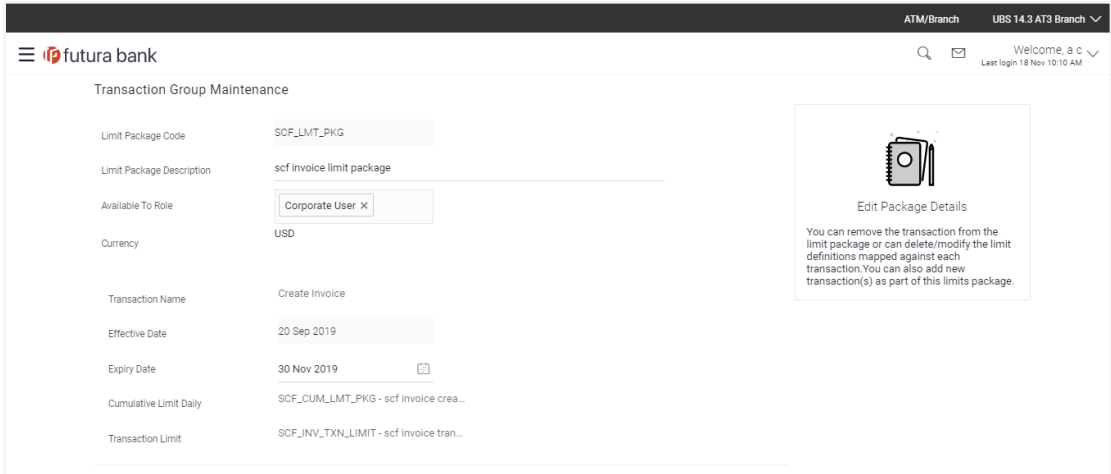 ATM/Branch UBS 14.3 AT3 Branch
futura bank
Welcome, a c
Last login 18 Nov 10:10 AM
Transaction Group Maintenance
Limit Package Code SCF_LMT_PKG
Limit Package Description scf invoice limit package
Available To Role Corporate User
Currency USD
Transaction Name Create Invoice
Effective Date 20 Sep 2019
Expiry Date 30 Nov 2019
Cumulative Limit Daily SCF_CUM_LMT_PKG - scf invoice crea...
Transaction Limit SCF_INV_TXN_LIMIT - scf invoice tran...
Edit Package Details
You can remove the transaction from the
limit package or can delete/modify the limit
definitions mapped against each
transaction.You can also add new
transaction(s) as part of this limits package.